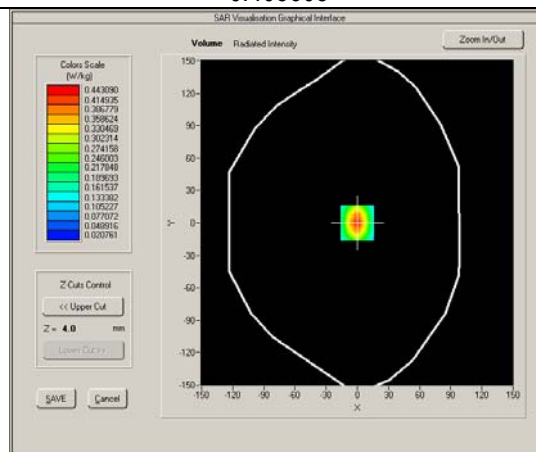 SAR Visualisation Graphical Interface
Volume Radiated Intensity
Zoom In/Out
Colors Scale
(W/kg)
0.443090
0.414935
0.386779
0.358624
0.330469
0.302314
0.274158
0.246003
0.217848
0.189693
0.161537
0.133382
0.105227
0.077072
0.048916
0.020761
Z-Cuts Control
<< Upper Cut
Z = 4.0 mm
Lower Cut >>
SAVE Cancel
150
120
90
60
30
0
-30
-60
-90
-120
-150
Y
-150 -120 -90 -60 -30 0 30 60 90 120 150
X